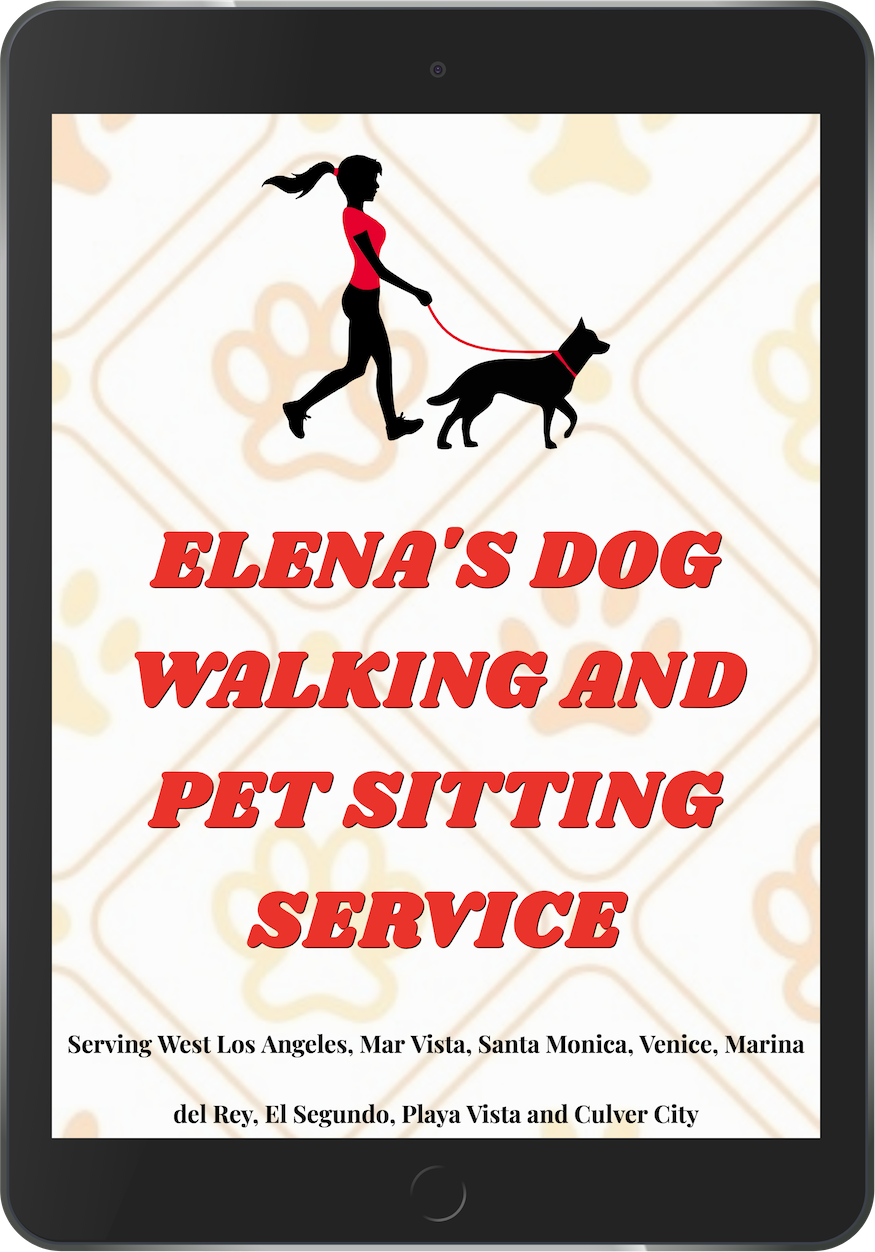 ELENA'S DOG
WALKING AND
PET SITTING
SERVICE
Serving West Los Angeles, Mar Vista, Santa Monica, Venice, Marina
del Rey, El Segundo, Playa Vista and Culver City